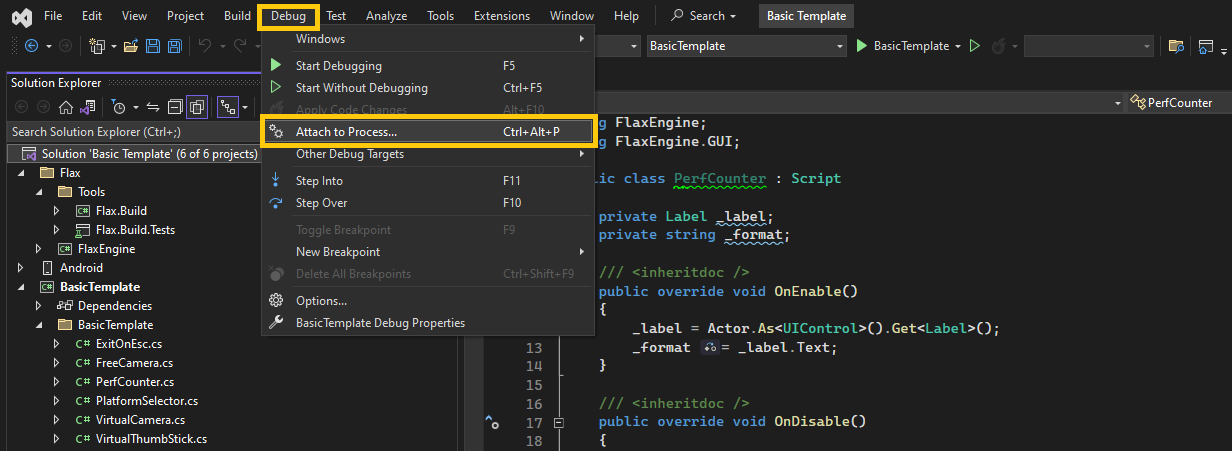 File Edit View Project Build Debug Test Analyze Tools Extensions Window Help Search Basic Template
BasicTemplate BasicTemplate
Solution Explorer
Search Solution Explorer (Ctrl+;)
Solution 'Basic Template' (6 of 6 projects)
Flax
Tools
Flax.Build
Flax.Build.Tests
FlaxEngine
Android
BasicTemplate
Dependencies
BasicTemplate
ExitOnEsc.cs
FreeCamera.cs
PerfCounter.cs
PlatformSelector.cs
VirtualCamera.cs
VirtualThumbStick.cs
Windows
Start Debugging F5
Start Without Debugging Ctrl+F5
Apply Code Changes Alt+F10
Attach to Process... Ctrl+Alt+P
Other Debug Targets
Step Into F11
Step Over F10
Toggle Breakpoint F9
New Breakpoint
Delete All Breakpoints Ctrl+Shift+F9
Options...
BasicTemplate Debug Properties
PerfCounter
g FlaxEngine;
g FlaxEngine.GUI;
lic class PerfCounter : Script
private Label _label;
private string _format;
/// <inheritdoc />
public override void OnEnable()
{
_label = Actor.As<UIControl>().Get<Label>();
13 _format = _label.Text;
14 }
15
16 /// <inheritdoc />
17 public override void OnDisable()
18 {